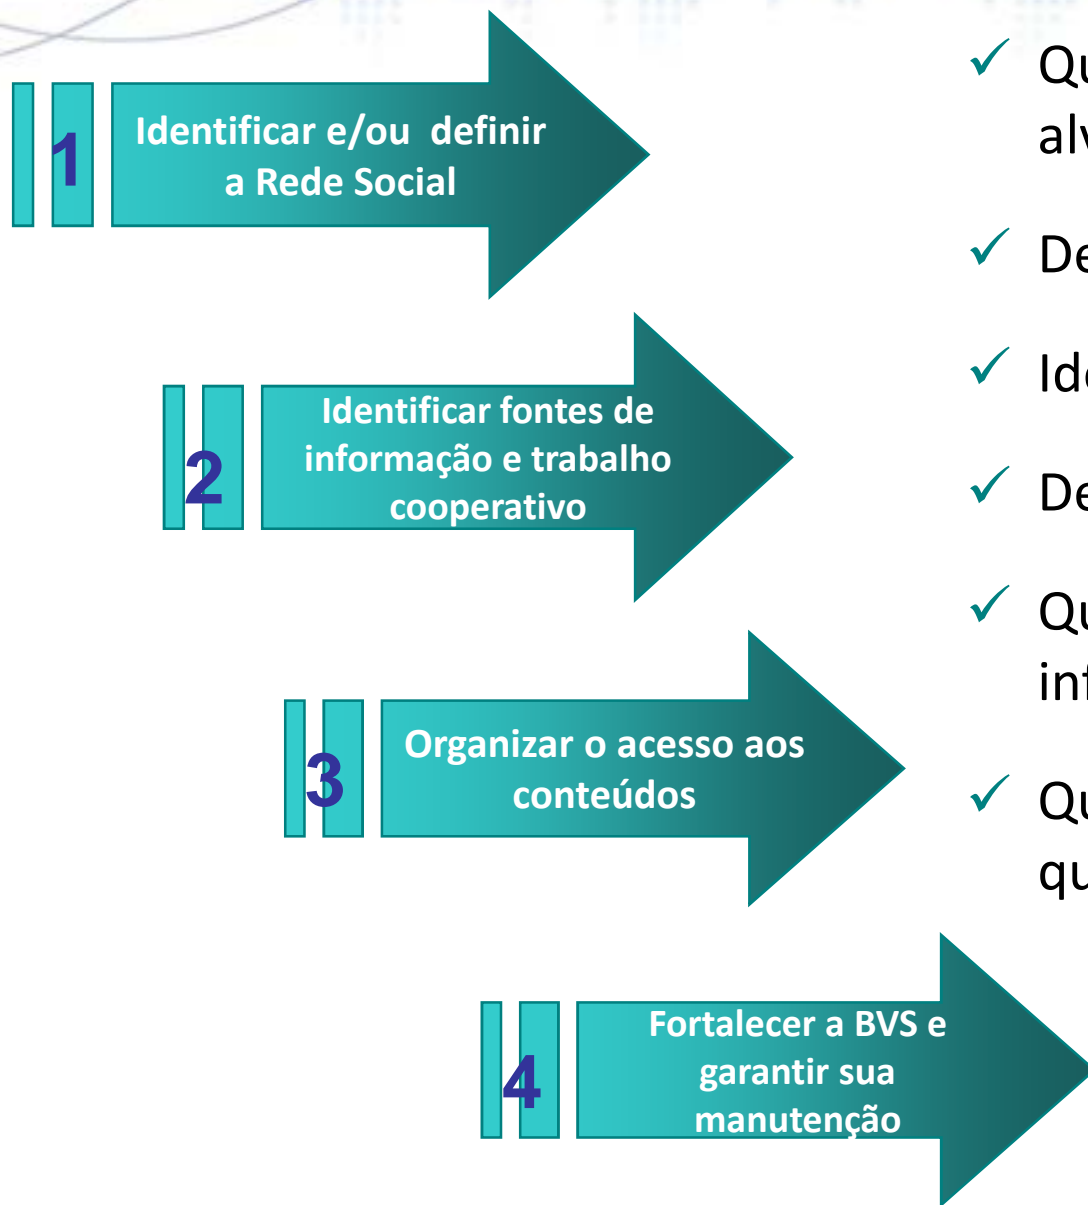 1
Identificar e/ou definir
a Rede Social
2
Identificar fontes de
informação e trabalho
cooperativo
3
Organizar o acesso aos
conteúdos
4
Fortalecer a BVS e
garantir sua
manutenção